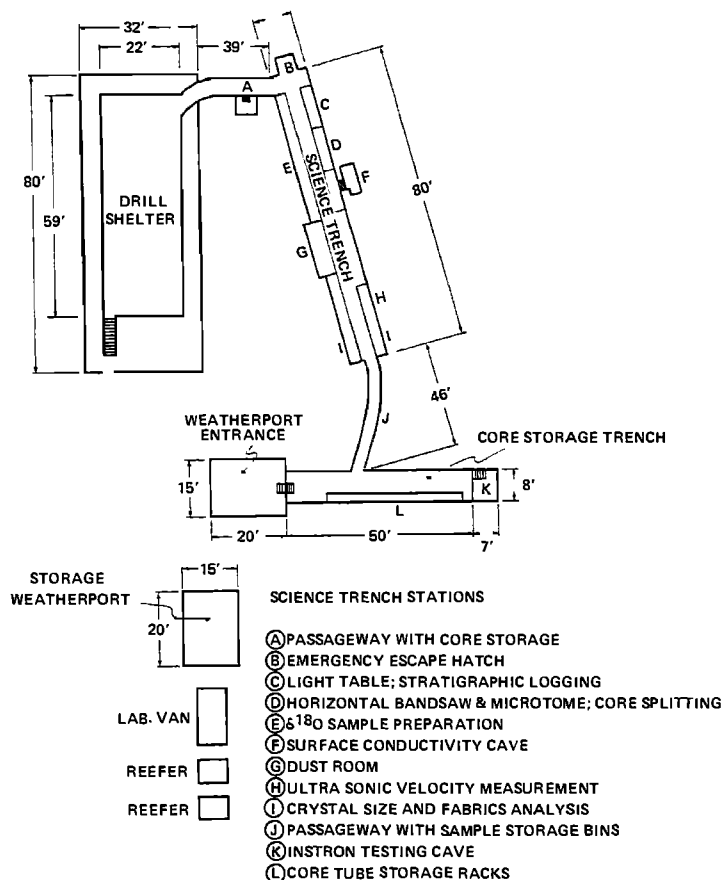 32'
22'
39'
B
A
C
D
E
F
SCIENCE TRENCH
80'
80'
59'
DRILL
SHELTER
G
H
I
I
46'
J
WEATHERPORT
ENTRANCE
CORE STORAGE TRENCH
15'
K
8'
L
20'
50'
7'
15'
STORAGE
WEATHERPORT
20'
SCIENCE TRENCH STATIONS
Ⓐ PASSAGEWAY WITH CORE STORAGE
Ⓑ EMERGENCY ESCAPE HATCH
Ⓒ LIGHT TABLE; STRATIGRAPHIC LOGGING
Ⓓ HORIZONTAL BANDSAW & MICROTOME; CORE SPLITTING
Ⓔ δ¹⁸O SAMPLE PREPARATION
Ⓕ SURFACE CONDUCTIVITY CAVE
Ⓖ DUST ROOM
Ⓗ ULTRA SONIC VELOCITY MEASUREMENT
Ⓘ CRYSTAL SIZE AND FABRICS ANALYSIS
Ⓙ PASSAGEWAY WITH SAMPLE STORAGE BINS
Ⓚ INSTRON TESTING CAVE
Ⓛ CORE TUBE STORAGE RACKS
LAB. VAN
REEFER
REEFER